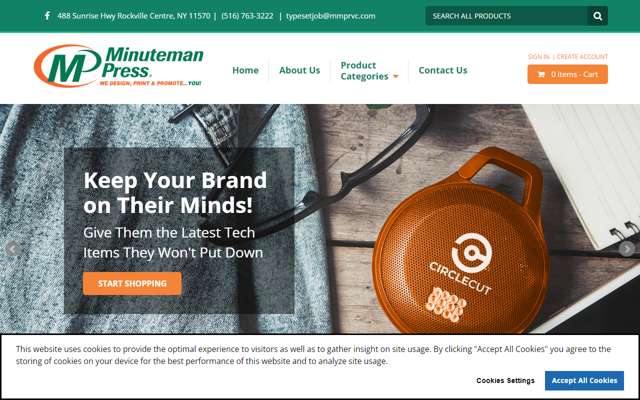 488 Sunrise Hwy Rockville Centre, NY 11570 | (516) 763-3222 | typesetjob@mmprvc.com
SEARCH ALL PRODUCTS
Minuteman
Press.
WE DESIGN, PRINT & PROMOTE...YOU!
Home
About Us
Product
Categories
Contact Us
SIGN IN | CREATE ACCOUNT
0 items - Cart
Keep Your Brand
on Their Minds!
Give Them the Latest Tech
Items They Won't Put Down
START SHOPPING
CIRCLECUT
This website uses cookies to provide the optimal experience to visitors as well as to gather insight on site usage. By clicking "Accept All Cookies" you agree to the
storing of cookies on your device for the best performance of this website and to analyze site usage.
Cookies Settings
Accept All Cookies